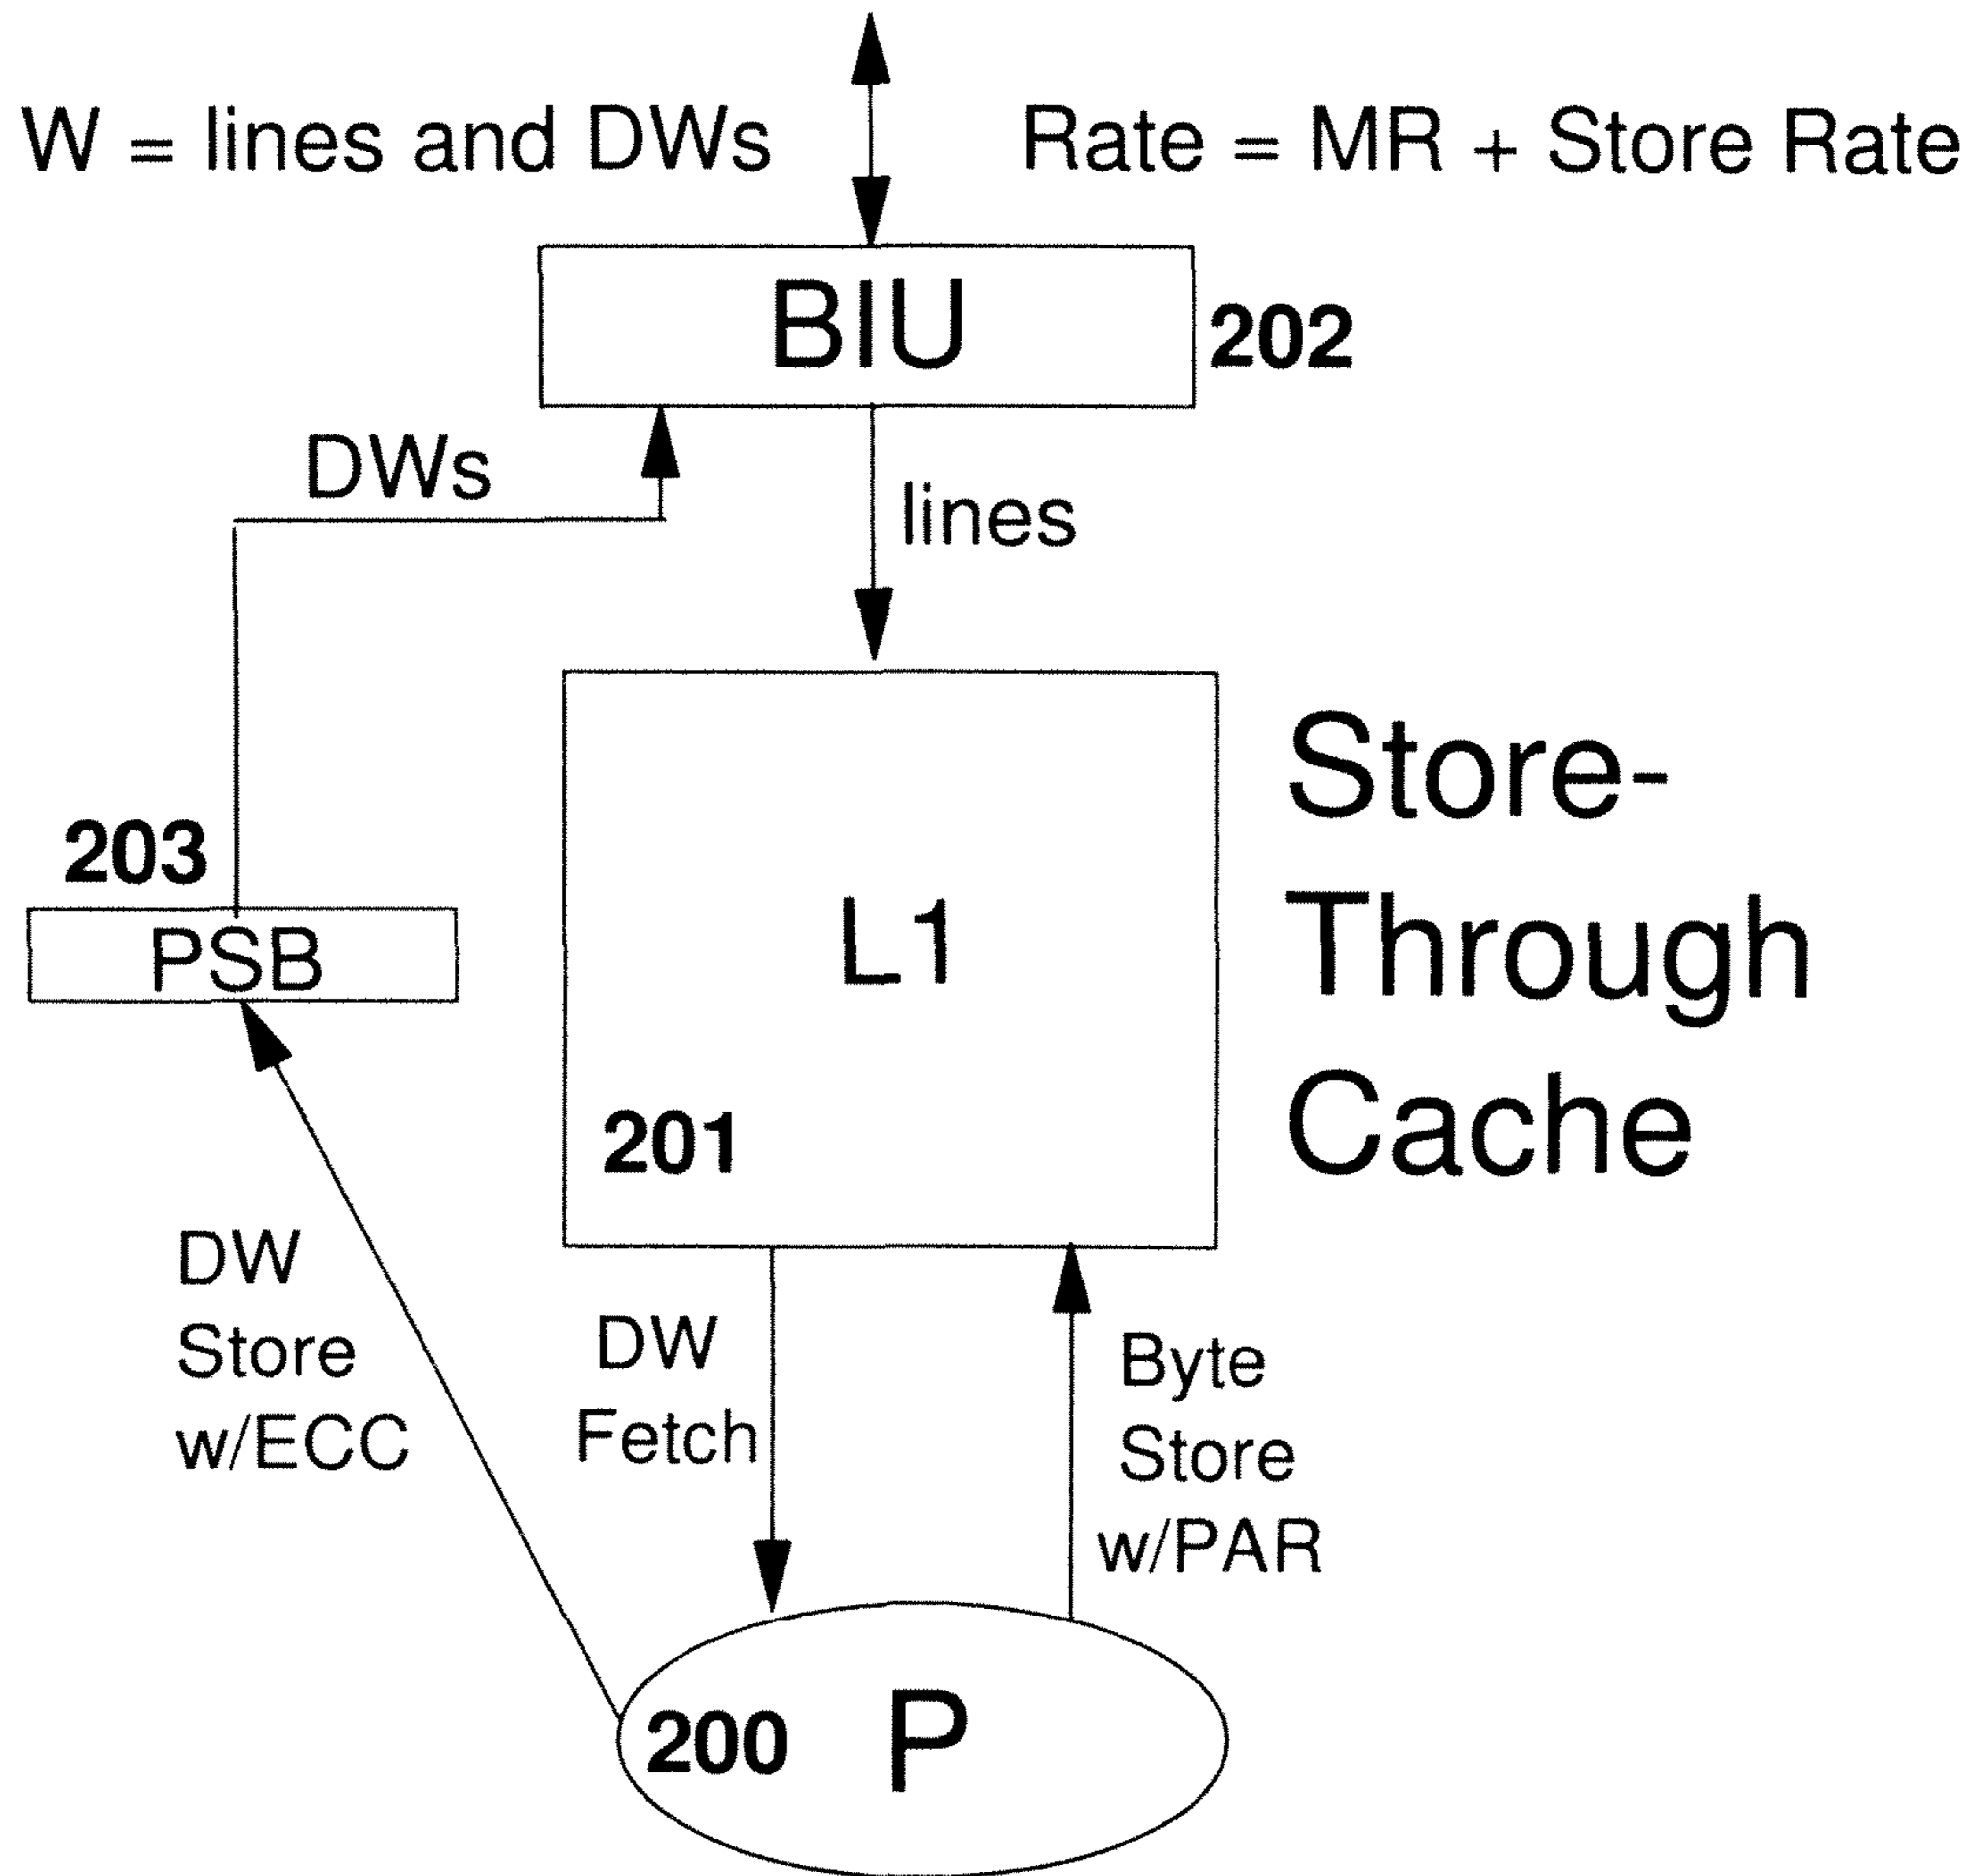 W = lines and DWs
Rate = MR + Store Rate
BIU
202
DWs
lines
203
PSB
L1
201
Store-
Through
Cache
DW
Store
w/ECC
DW
Fetch
Byte
Store
w/PAR
200
P